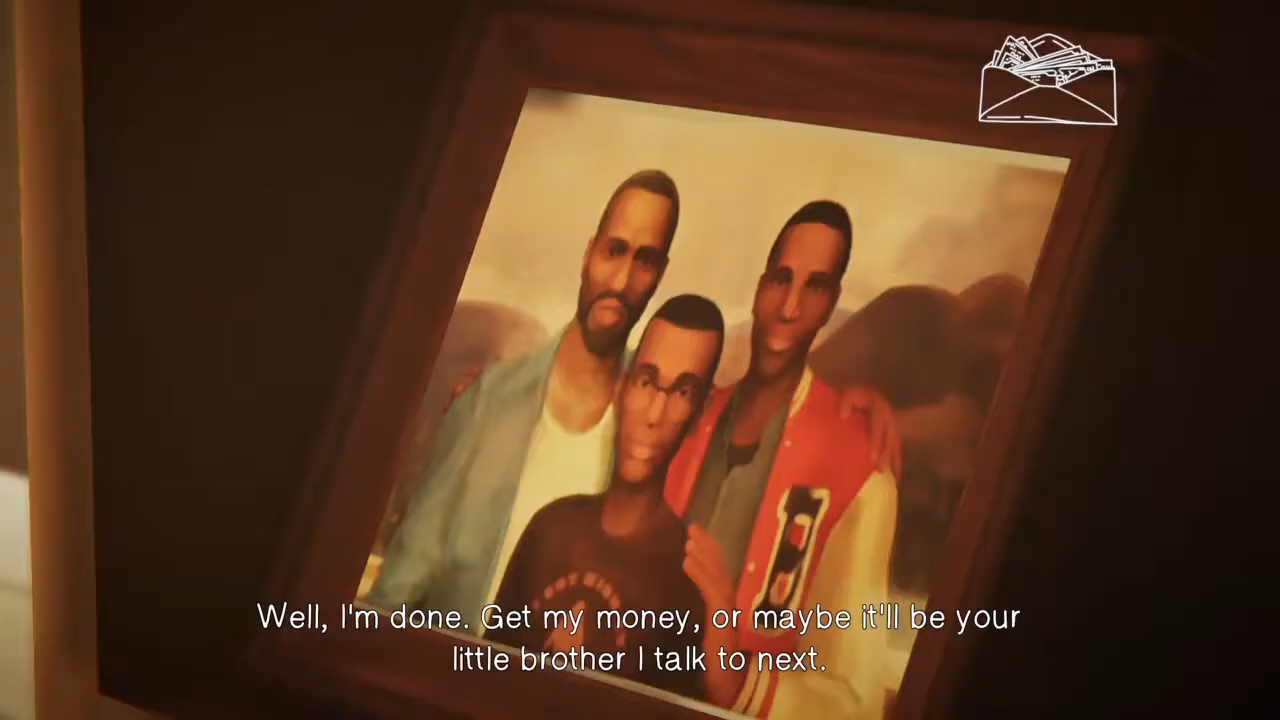 Well, I'm done. Get my money, or maybe it'll be your
little brother I talk to next.